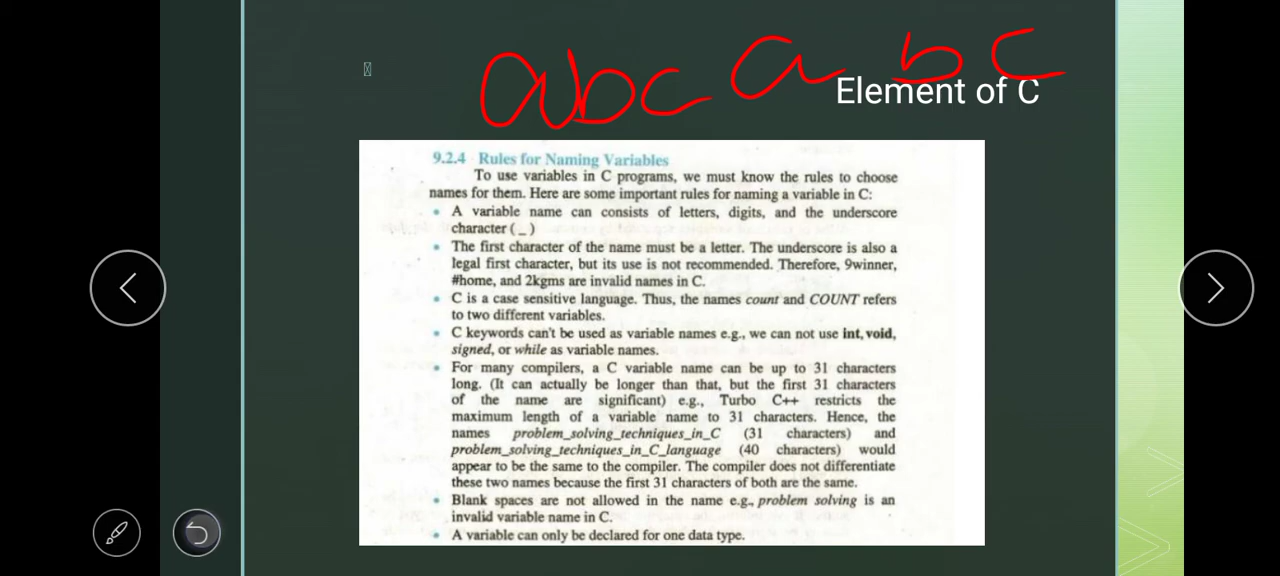 abc a b c
Element of C
9.2.4 Rules for Naming Variables
To use variables in C programs, we must know the rules to choose
names for them. Here are some important rules for naming a variable in C:
• A variable name can consists of letters, digits, and the underscore
character ( _ )
• The first character of the name must be a letter. The underscore is also a
legal first character, but its use is not recommended. Therefore, 9winner,
#home, and 2kgms are invalid names in C.
• C is a case sensitive language. Thus, the names count and COUNT refers
to two different variables.
• C keywords can't be used as variable names e.g., we can not use int, void,
signed, or while as variable names.
• For many compilers, a C variable name can be up to 31 characters
long. (It can actually be longer than that, but the first 31 characters
of the name are significant) e.g., Turbo C++ restricts the
maximum length of a variable name to 31 characters. Hence, the
names problem_solving_techniques_in_C (31 characters) and
problem_solving_techniques_in_C_language (40 characters) would
appear to be the same to the compiler. The compiler does not differentiate
these two names because the first 31 characters of both are the same.
• Blank spaces are not allowed in the name e.g., problem solving is an
invalid variable name in C.
• A variable can only be declared for one data type.